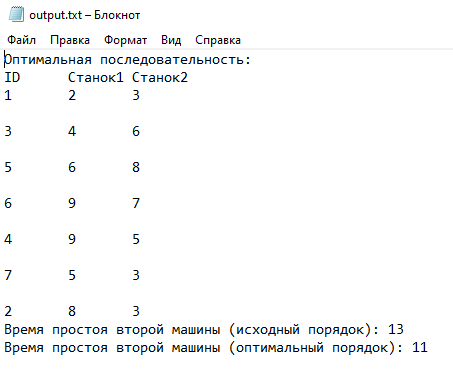 output.txt – Блокнот
Файл Правка Формат Вид Справка
Оптимальная последовательность:
ID Станок1 Станок2
1 2 3
3 4 6
5 6 8
6 9 7
4 9 5
7 5 3
2 8 3
Время простоя второй машины (исходный порядок): 13
Время простоя второй машины (оптимальный порядок): 11